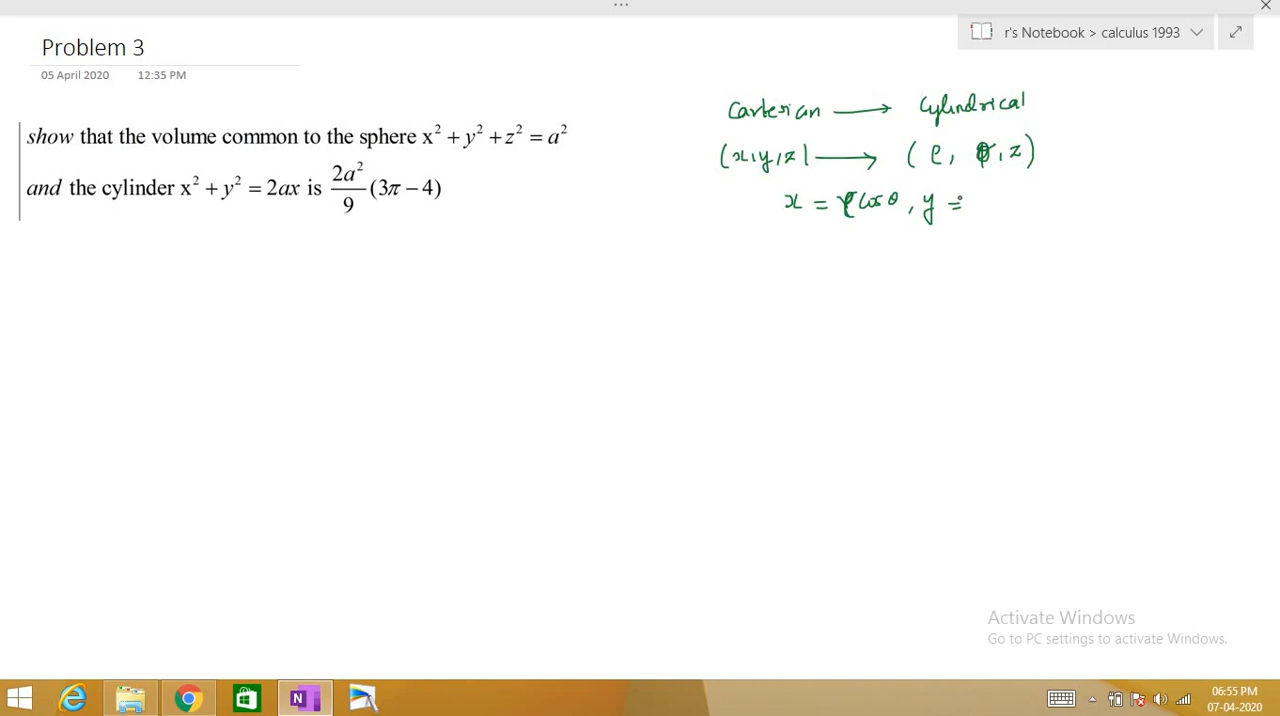 r's Notebook > calculus 1993
Problem 3
05 April 2020 12:35 PM
show that the volume common to the sphere x² + y² + z² = a²
and the cylinder x² + y² = 2ax is 2a²/9 (3π − 4)
Cartesian → Cylindrical
(x,y,z) → (ρ, θ, z)
x = ρ cos θ, y =
Activate Windows
Go to PC settings to activate Windows.
06:55 PM
07-04-2020